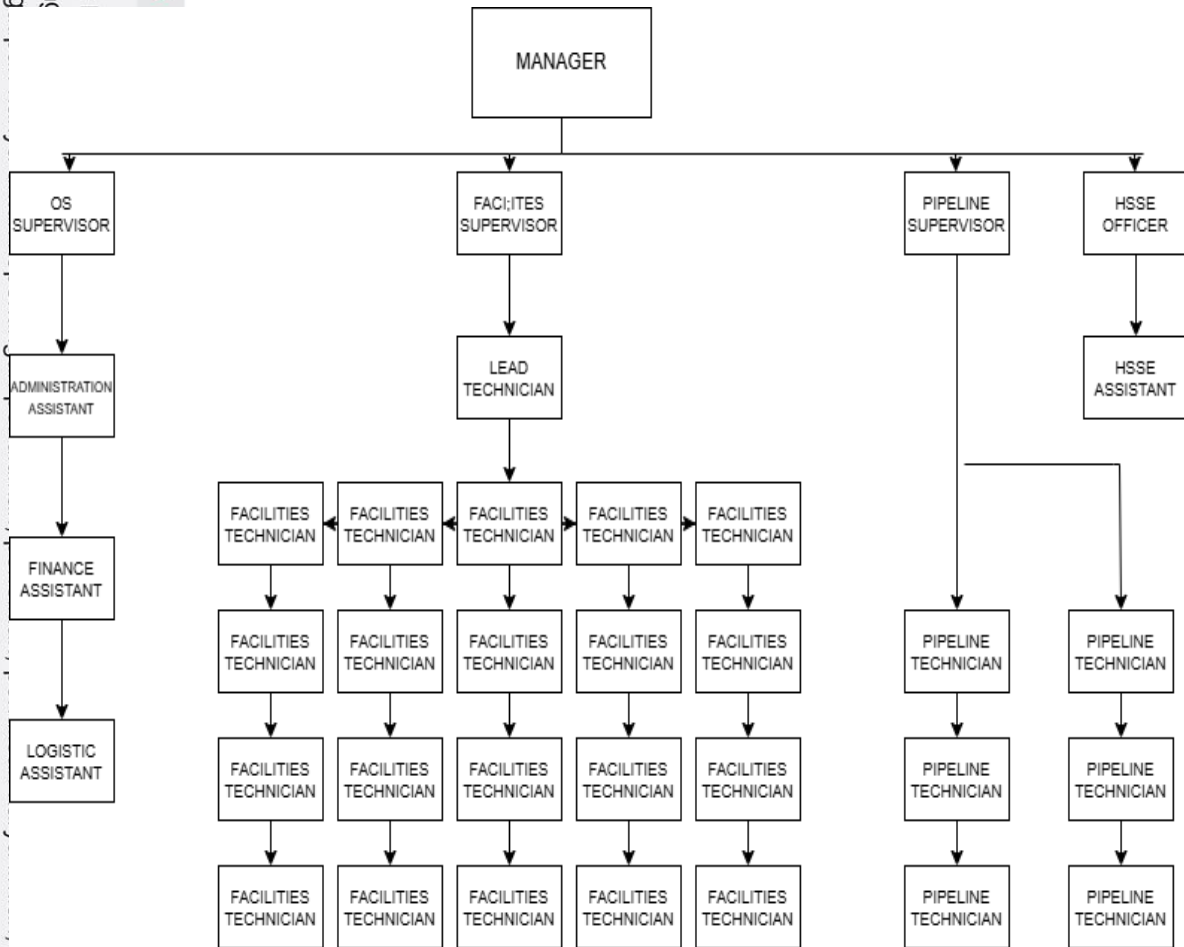 MANAGER
OS
SUPERVISOR
FACI;ITES
SUPERVISOR
PIPELINE
SUPERVISOR
HSSE
OFFICER
LEAD
TECHNICIAN
HSSE
ASSISTANT
ADMINISTRATION
ASSISTANT
FACILITIES
TECHNICIAN
FACILITIES
TECHNICIAN
FACILITIES
TECHNICIAN
FACILITIES
TECHNICIAN
FACILITIES
TECHNICIAN
FINANCE
ASSISTANT
FACILITIES
TECHNICIAN
FACILITIES
TECHNICIAN
FACILITIES
TECHNICIAN
FACILITIES
TECHNICIAN
FACILITIES
TECHNICIAN
PIPELINE
TECHNICIAN
PIPELINE
TECHNICIAN
LOGISTIC
ASSISTANT
FACILITIES
TECHNICIAN
FACILITIES
TECHNICIAN
FACILITIES
TECHNICIAN
FACILITIES
TECHNICIAN
FACILITIES
TECHNICIAN
PIPELINE
TECHNICIAN
PIPELINE
TECHNICIAN
FACILITIES
TECHNICIAN
FACILITIES
TECHNICIAN
FACILITIES
TECHNICIAN
FACILITIES
TECHNICIAN
FACILITIES
TECHNICIAN
PIPELINE
TECHNICIAN
PIPELINE
TECHNICIAN